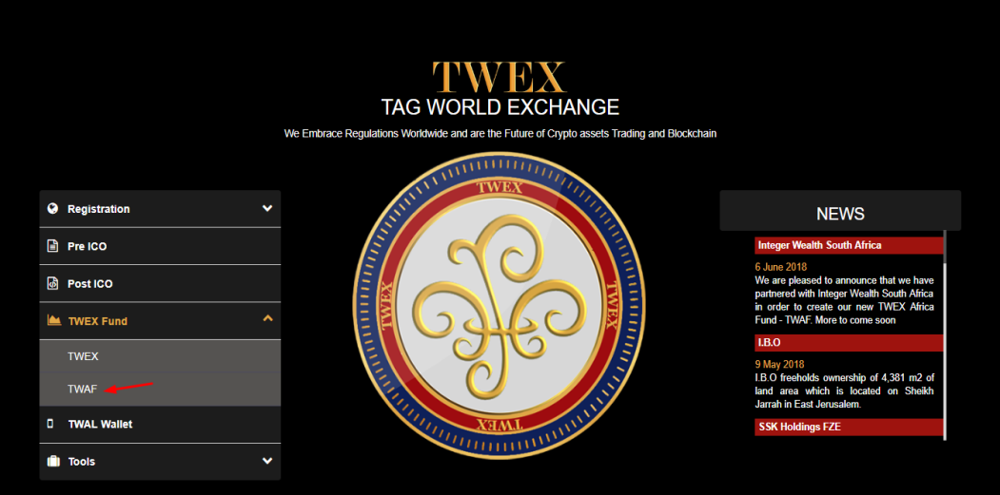 TWEX
TAG WORLD EXCHANGE
We Embrace Regulations Worldwide and are the Future of Crypto assets Trading and Blockchain
Registration
Pre ICO
Post ICO
TWEX Fund
TWEX
TWAF
TWAL Wallet
Tools
TWEX
TWEX
TWEX
TWEX
NEWS
Integer Wealth South Africa
6 June 2018
We are pleased to announce that we have
partnered with Integer Wealth South Africa
in order to create our new TWEX Africa
Fund - TWAF. More to come soon
I.B.O
9 May 2018
I.B.O freeholds ownership of 4,381 m2 of
land area which is located on Sheikh
Jarrah in East Jerusalem.
SSK Holdings FZE